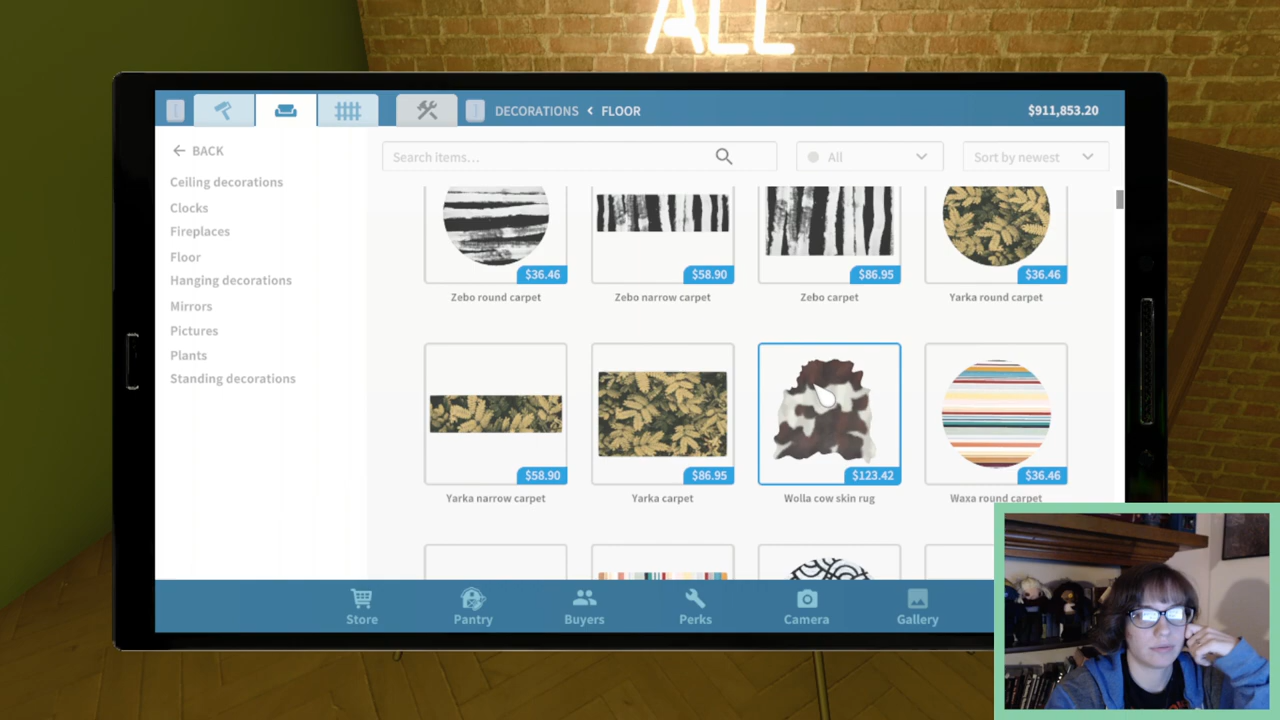 ALL
DECORATIONS < FLOOR
$911,853.20
BACK
Search items...
All
Sort by newest
Ceiling decorations
Clocks
Fireplaces
Floor
Hanging decorations
Mirrors
Pictures
Plants
Standing decorations
$36.46
$58.90
$86.95
$36.46
Zebo round carpet
Zebo narrow carpet
Zebo carpet
Yarka round carpet
$58.90
$86.95
$123.42
$36.46
Yarka narrow carpet
Yarka carpet
Wolla cow skin rug
Waxa round carpet
Store
Pantry
Buyers
Perks
Camera
Gallery